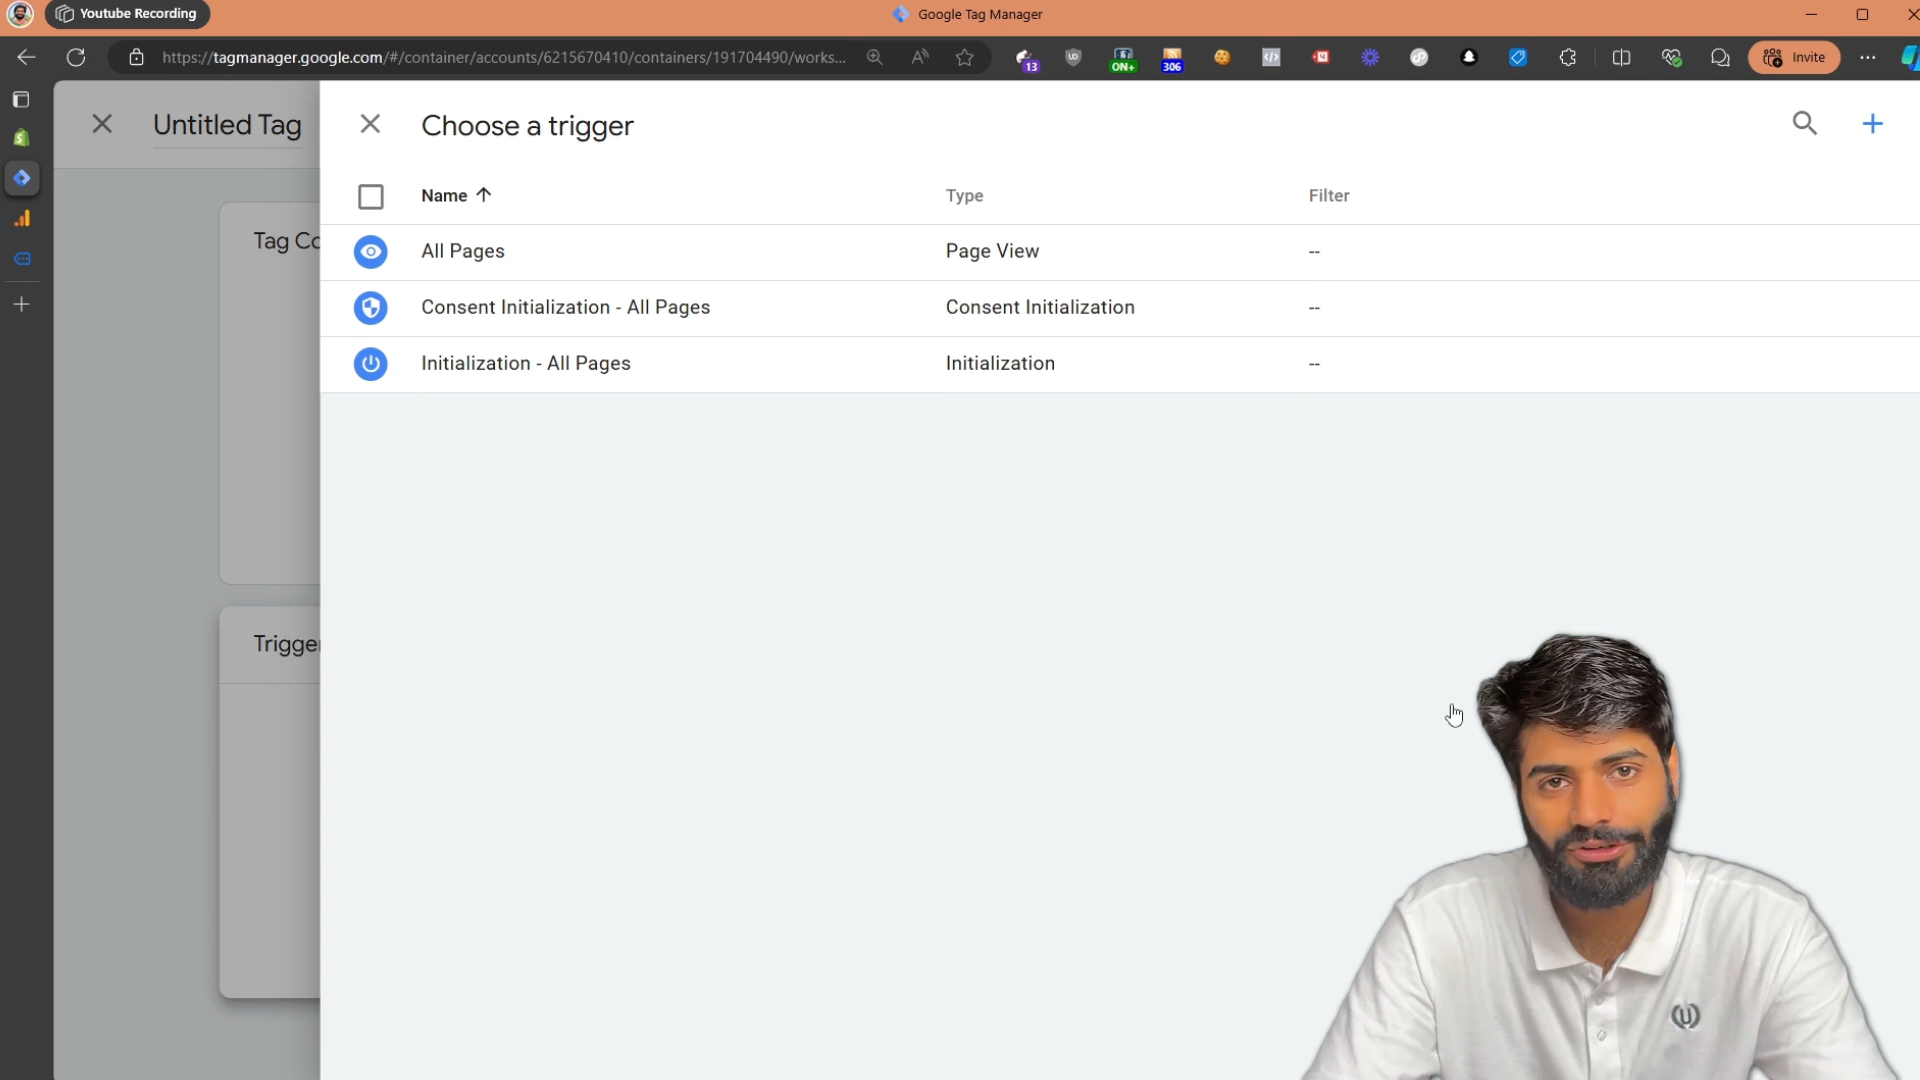 Youtube Recording
Google Tag Manager
https://tagmanager.google.com/#/container/accounts/6215670410/containers/191704490/works...
13
UD
ON+
306
Invite
Untitled Tag
Choose a trigger
Name
Type
Filter
Tag Co
All Pages
Page View
--
Consent Initialization - All Pages
Consent Initialization
--
Initialization - All Pages
Initialization
--
Trigge